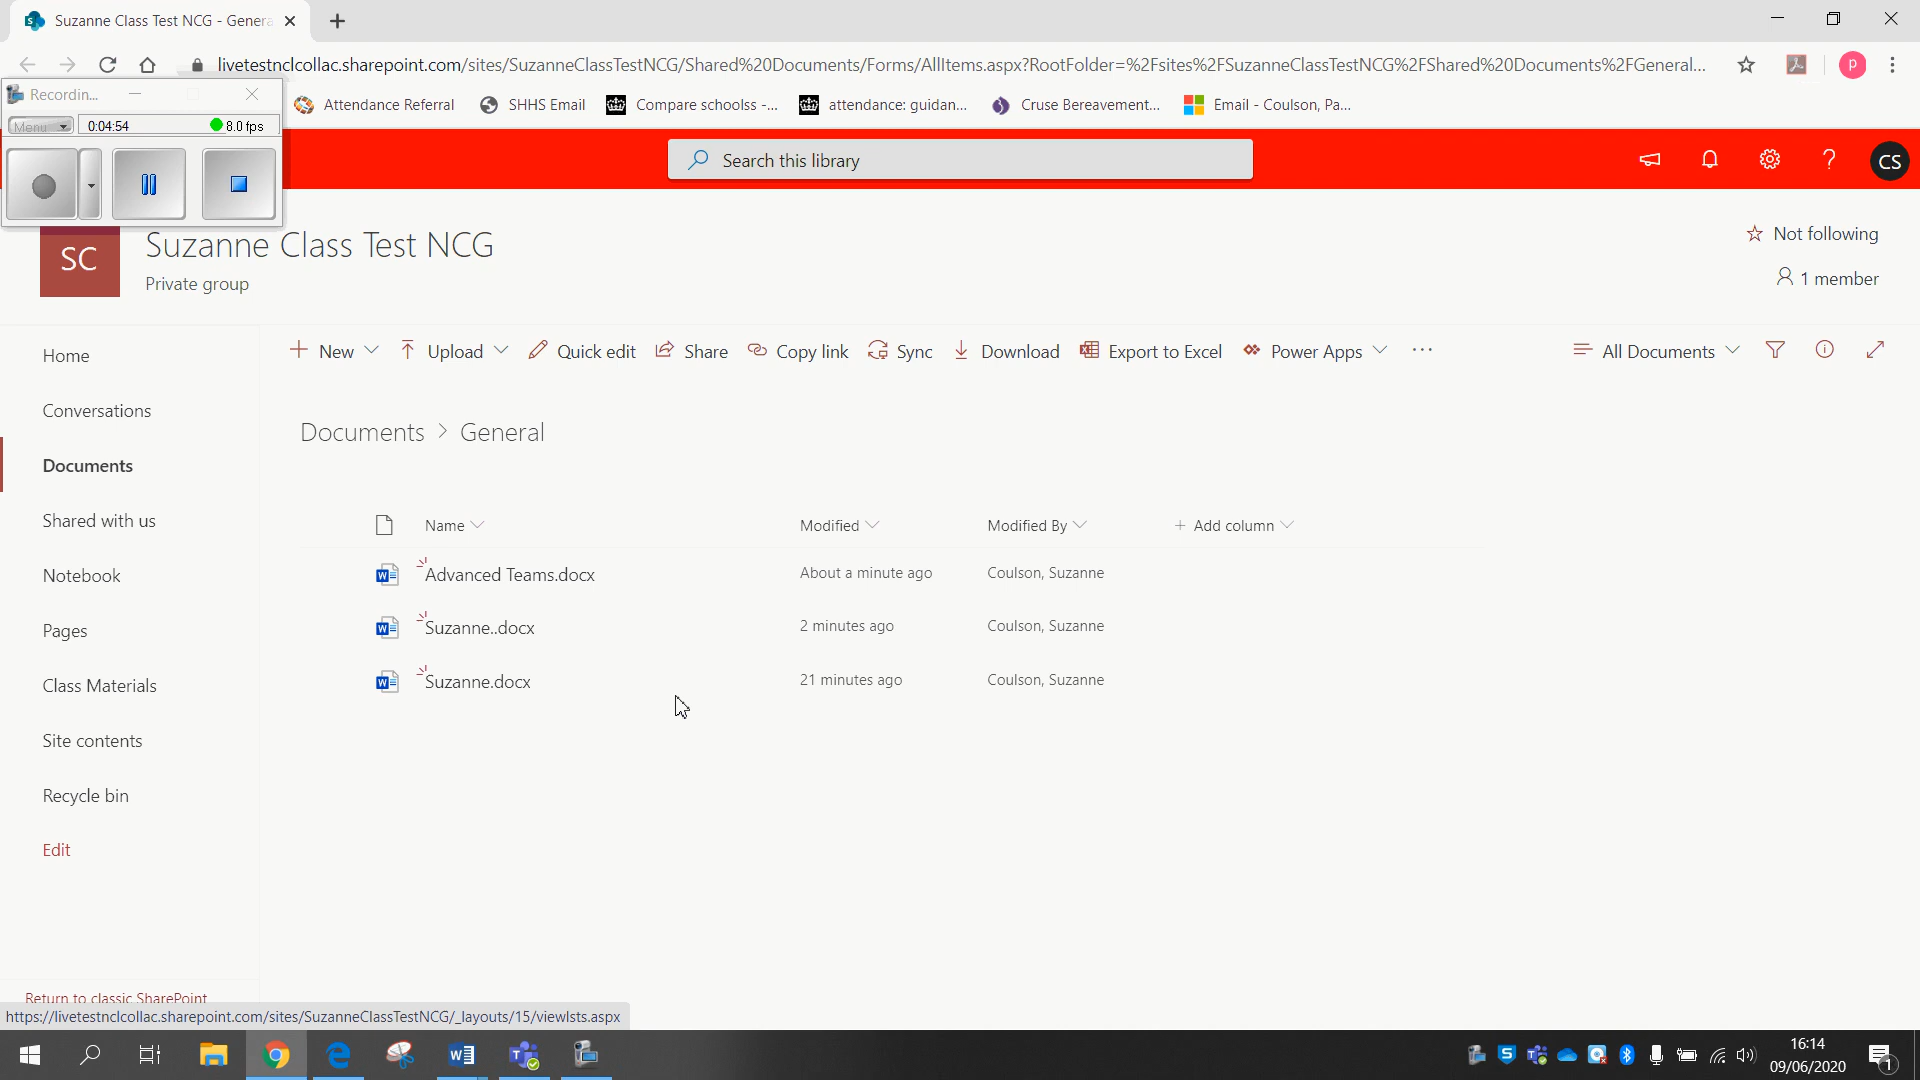 Suzanne Class Test NCG - Genera
livetestnclcollac.sharepoint.com/sites/SuzanneClassTestNCG/Shared%20Documents/Forms/AllItems.aspx?RootFolder=%2Fsites%2FSuzanneClassTestNCG%2FShared%20Documents%2FGeneral...
P
Recordin...
Attendance Referral
SHHS Email
Compare schoolss -...
attendance: guidan...
Cruse Bereavement...
Email - Coulson, Pa...
Menu
0:04:54
8.0 fps
Search this library
?
CS
SC
Suzanne Class Test NCG
Private group
Not following
1 member
Home
Conversations
Documents
Shared with us
Notebook
Pages
Class Materials
Site contents
Recycle bin
Edit
Return to classic SharePoint
New
Upload
Quick edit
Share
Copy link
Sync
Download
Export to Excel
Power Apps
...
All Documents
Documents > General
Name
Modified
Modified By
+ Add column
Advanced Teams.docx
About a minute ago
Coulson, Suzanne
Suzanne..docx
2 minutes ago
Coulson, Suzanne
Suzanne.docx
21 minutes ago
Coulson, Suzanne
https://livetestnclcollac.sharepoint.com/sites/SuzanneClassTestNCG/_layouts/15/viewlsts.aspx
16:14
09/06/2020
1